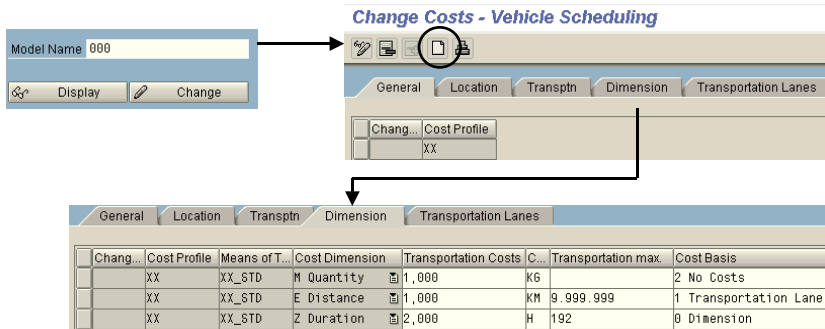 Change Costs - Vehicle Scheduling
Model Name 000
Display Change
General Location Transptn Dimension Transportation Lanes
Chang... Cost Profile
XX
General Location Transptn Dimension Transportation Lanes
Chang... Cost Profile Means of T... Cost Dimension Transportation Costs C... Transportation max. Cost Basis
XX XX_STD M Quantity 1,000 KG 2 No Costs
XX XX_STD E Distance 1,000 KM 9.999.999 1 Transportation Lane
XX XX_STD Z Duration 2,000 H 192 0 Dimension